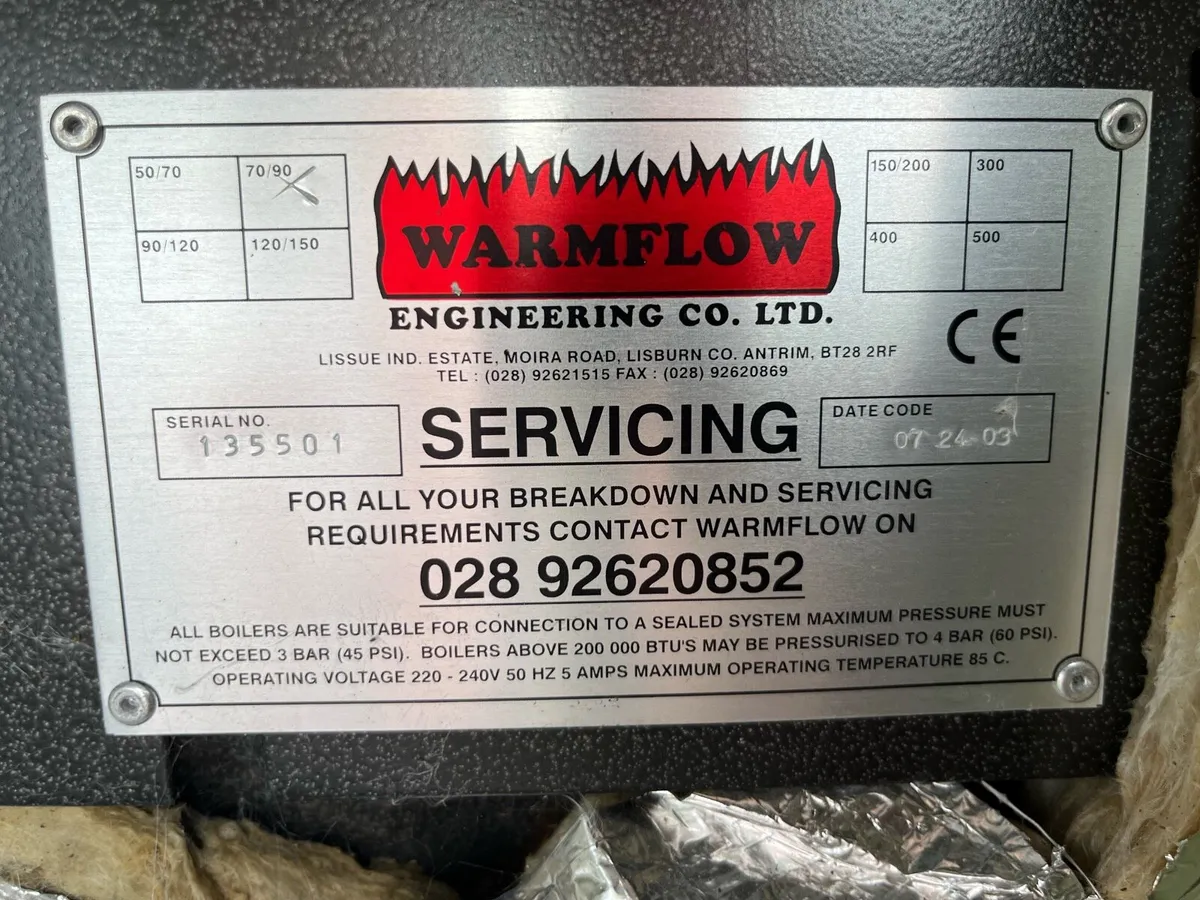 50/70 70/90
90/120 120/150
WARMFLOW
ENGINEERING CO. LTD.
150/200 300
400 500
CE
LISSUE IND. ESTATE, MOIRA ROAD, LISBURN CO. ANTRIM, BT28 2RF
TEL : (028) 92621515 FAX : (028) 92620869
SERIAL NO.
135501
SERVICING
DATE CODE
07 24 03
FOR ALL YOUR BREAKDOWN AND SERVICING
REQUIREMENTS CONTACT WARMFLOW ON
028 92620852
ALL BOILERS ARE SUITABLE FOR CONNECTION TO A SEALED SYSTEM MAXIMUM PRESSURE MUST
NOT EXCEED 3 BAR (45 PSI). BOILERS ABOVE 200 000 BTU'S MAY BE PRESSURISED TO 4 BAR (60 PSI).
OPERATING VOLTAGE 220 - 240V 50 HZ 5 AMPS MAXIMUM OPERATING TEMPERATURE 85 C.